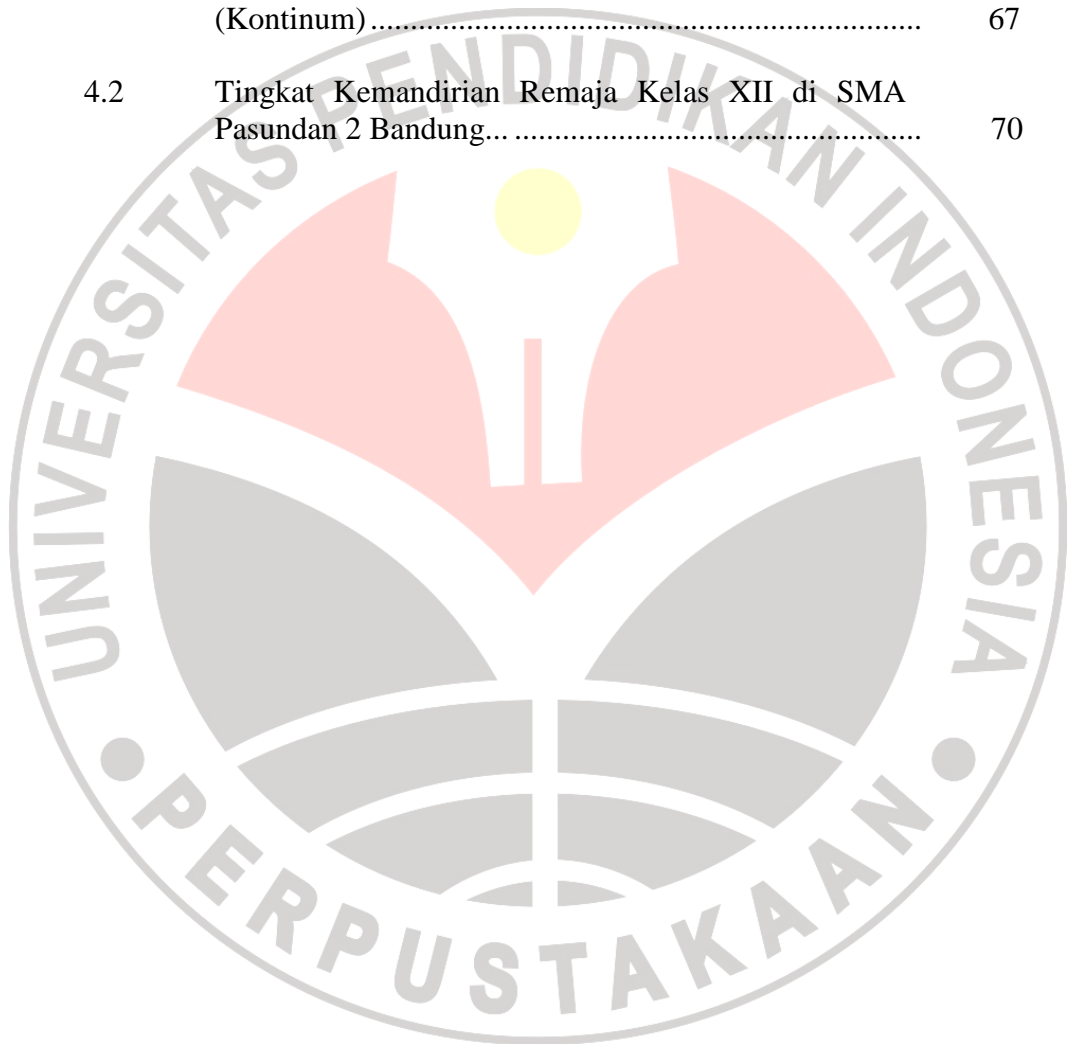 (Kontinum) ........................................................................ 67
4.2 Tingkat Kemandirian Remaja Kelas XII di SMA
Pasundan 2 Bandung... ..................................................... 70
UNIVERSITAS PENDIDIKAN INDONESIA
PERPUSTAKAAN